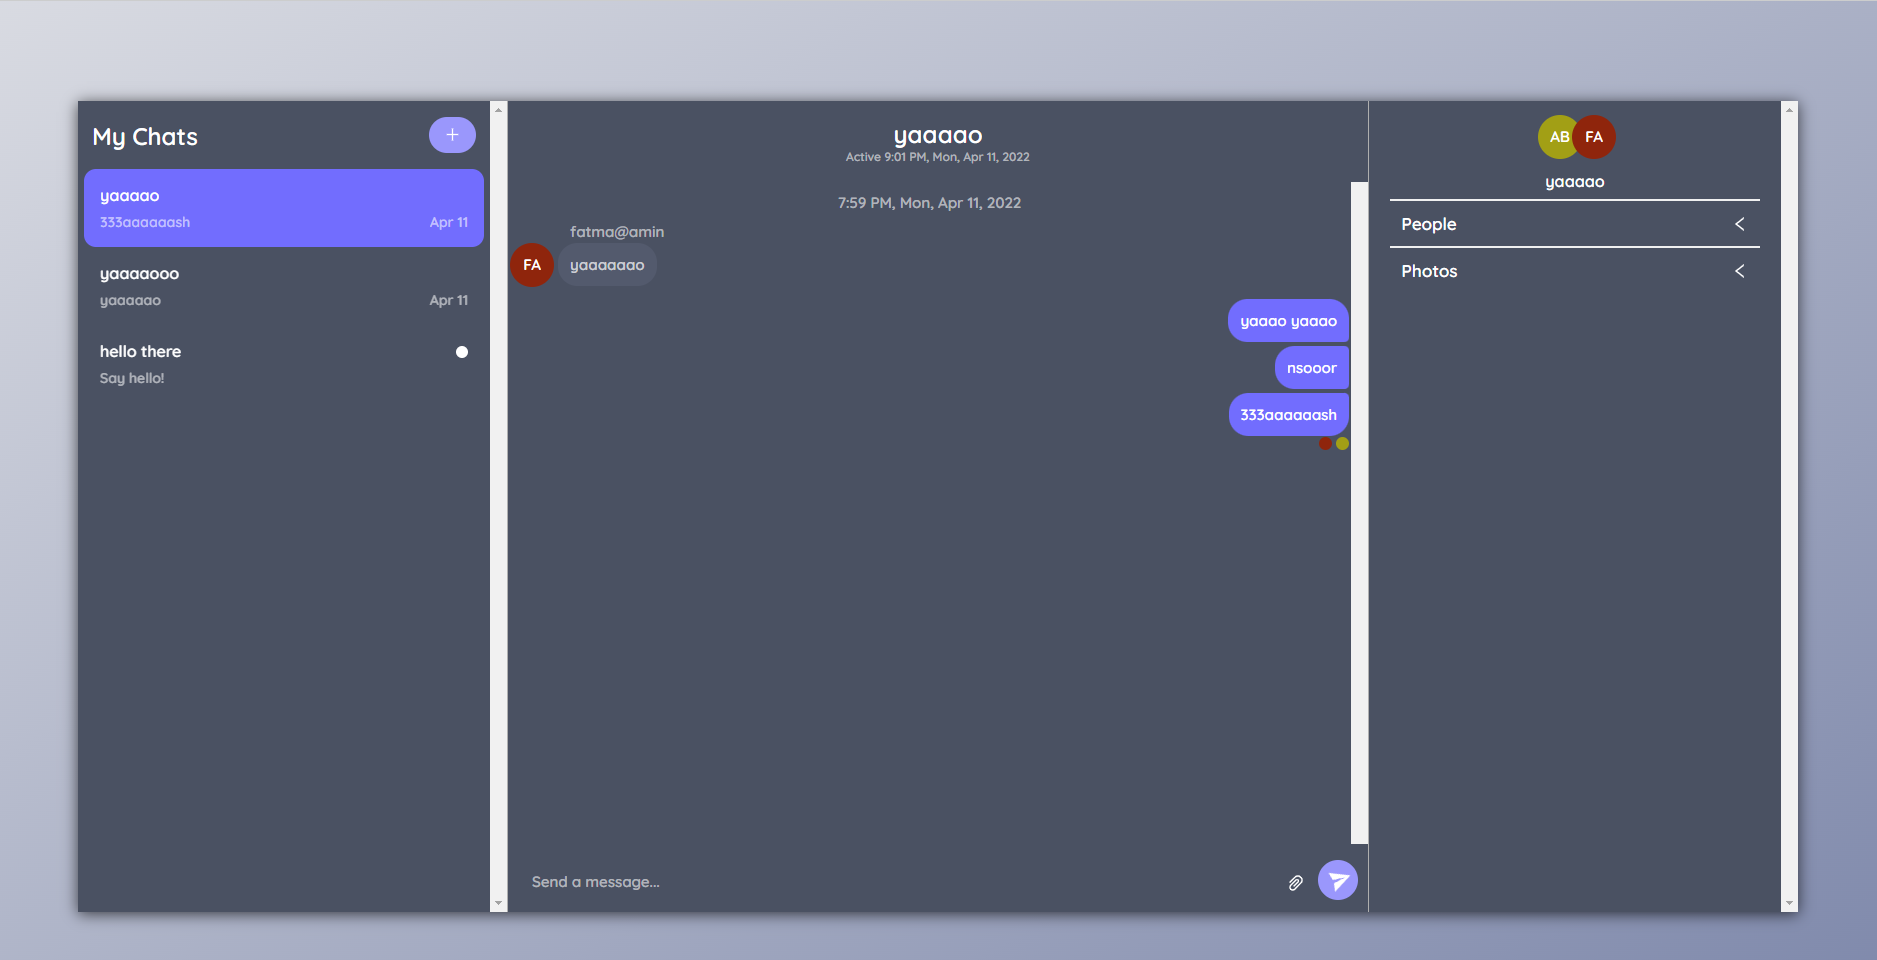 My Chats
+
yaaaao
333aaaaaash
Apr 11
yaaaaooo
yaaaaao
Apr 11
hello there
Say hello!
yaaaao
Active 9:01 PM, Mon, Apr 11, 2022
7:59 PM, Mon, Apr 11, 2022
fatma@amin
FA
yaaaaaao
yaaao yaaao
nsooor
333aaaaaash
Send a message...
AB
FA
yaaaao
People
Photos